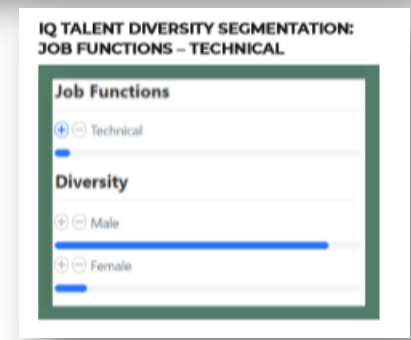 IQ TALENT DIVERSITY SEGMENTATION:
JOB FUNCTIONS – TECHNICAL
Job Functions
Technical
Diversity
Male
Female